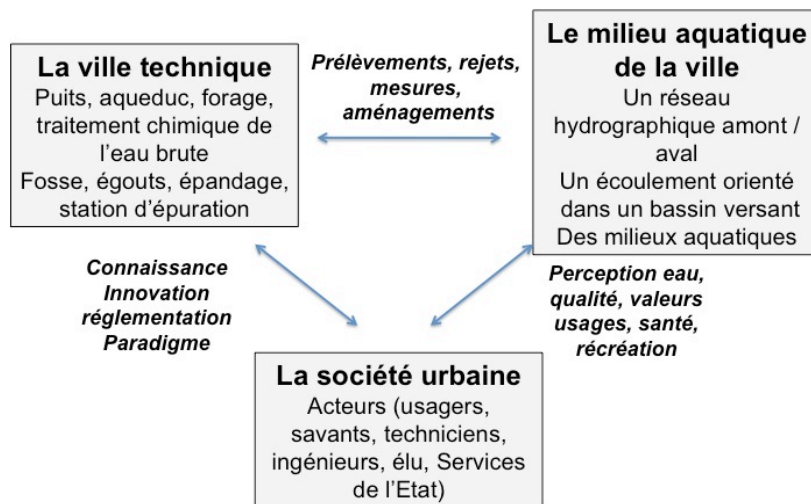 La ville technique
Puits, aqueduc, forage,
traitement chimique de
l'eau brute
Fosse, égouts, épandage,
station d'épuration
Prélèvements, rejets,
mesures,
aménagements
Le milieu aquatique
de la ville
Un réseau
hydrographique amont /
aval
Un écoulement orienté
dans un bassin versant
Des milieux aquatiques
Connaissance
Innovation
réglementation
Paradigme
Perception eau,
qualité, valeurs
usages, santé,
récréation
La société urbaine
Acteurs (usagers,
savants, techniciens,
ingénieurs, élu, Services
de l'Etat)